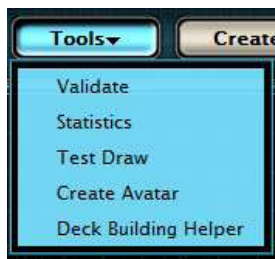 Tools
Create
Validate
Statistics
Test Draw
Create Avatar
Deck Building Helper